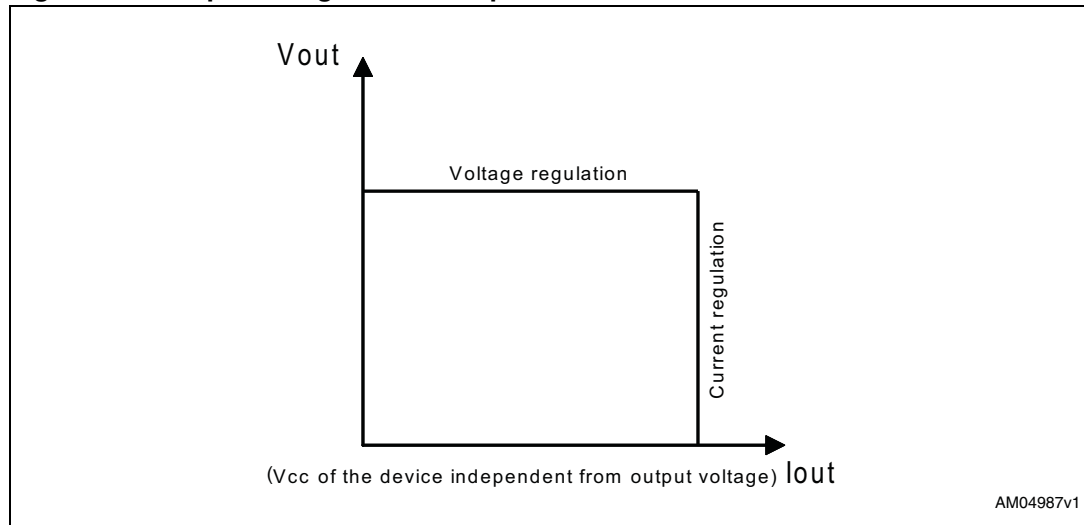 Vout
Voltage regulation
Current regulation
(Vcc of the device independent from output voltage) Iout
AM04987v1